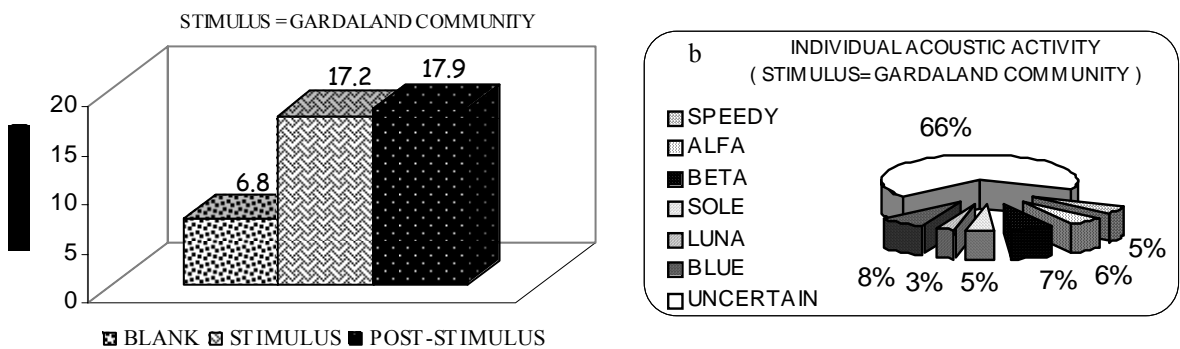 STIMULUS = GARDALAND COMMUNITY
20
15
10
5
0
6.8
17.2
17.9
BLANK STIMULUS POST-STIMULUS
b
INDIVIDUAL ACOUSTIC ACTIVITY
( STIMULUS= GARDALAND COMMUNITY )
SPEEDY
ALFA
BETA
SOLE
LUNA
BLUE
UNCERTAIN
66%
8% 3% 5% 7% 6% 5%